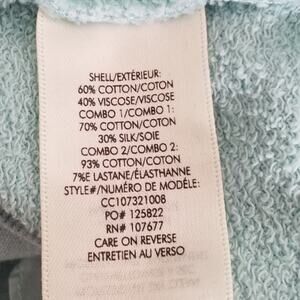 SHELL/EXTÉRIEUR:
60% COTTON/COTON
40% VISCOSE/VISCOSE
COMBO 1/COMBO 1:
70% COTTON/COTON
30% SILK/SOIE
COMBO 2/COMBO 2:
93% COTTON/COTON
7%E LASTANE/ÉLASTHANNE
STYLE#/NUMÉRO DE MODÈLE:
CC107321008
PO# 125822
RN# 107677
CARE ON REVERSE
ENTRETIEN AU VERSO